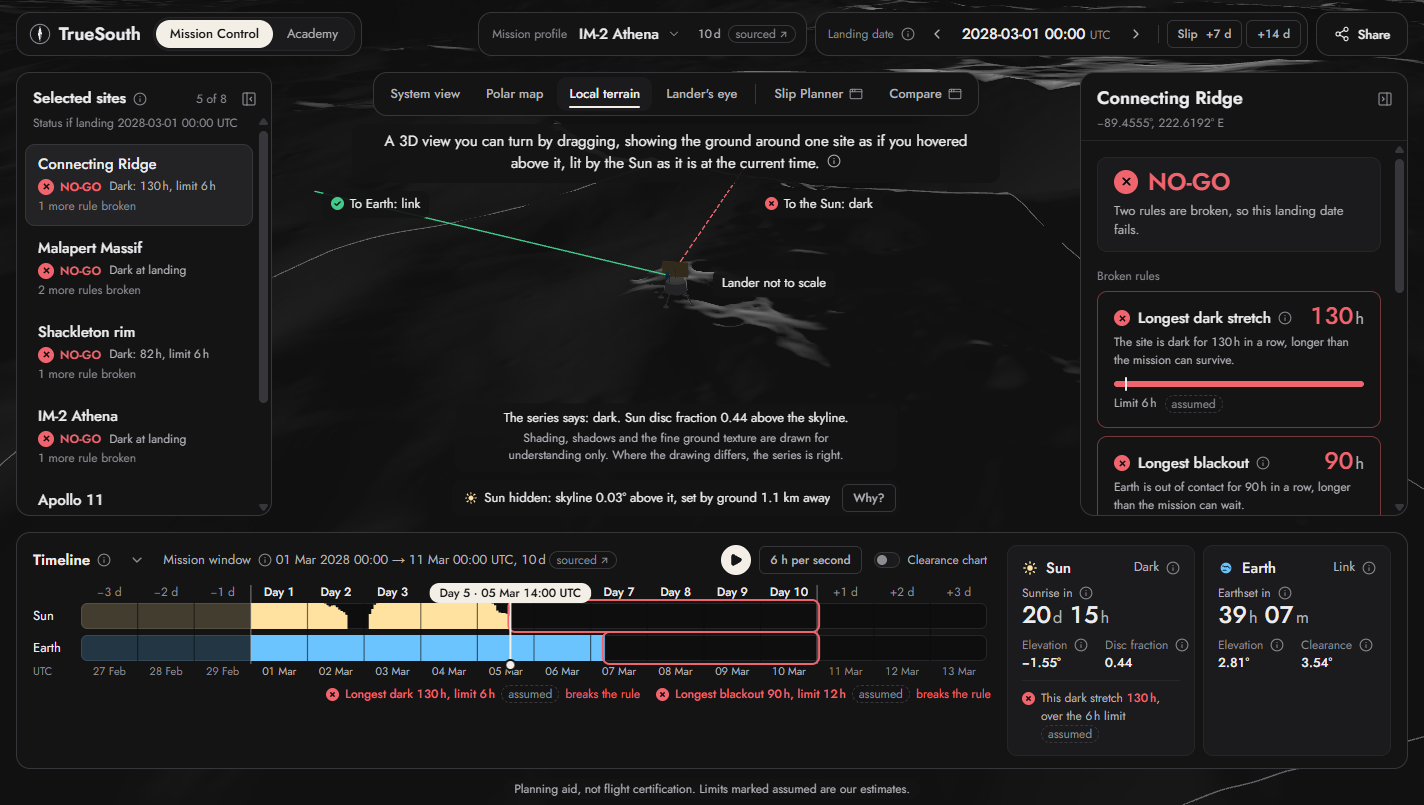 TrueSouth
Mission Control
Academy
Mission profile IM-2 Athena 10 d sourced ↗
Landing date 2028-03-01 00:00 UTC
Slip +7 d +14 d
Share
Selected sites 5 of 8
Status if landing 2028-03-01 00:00 UTC
Connecting Ridge
NO-GO Dark: 130 h, limit 6 h
1 more rule broken
Malapert Massif
NO-GO Dark at landing
2 more rules broken
Shackleton rim
NO-GO Dark: 82 h, limit 6 h
1 more rule broken
IM-2 Athena
NO-GO Dark at landing
1 more rule broken
Apollo 11
System view Polar map Local terrain Lander's eye Slip Planner Compare
A 3D view you can turn by dragging, showing the ground around one site as if you hovered
above it, lit by the Sun as it is at the current time.
To Earth: link
To the Sun: dark
Lander not to scale
The series says: dark. Sun disc fraction 0.44 above the skyline.
Shading, shadows and the fine ground texture are drawn for
understanding only. Where the drawing differs, the series is right.
Sun hidden: skyline 0.03° above it, set by ground 1.1 km away Why?
Connecting Ridge
−89.4555°, 222.6192° E
NO-GO
Two rules are broken, so this landing date
fails.
Broken rules
Longest dark stretch 130 h
The site is dark for 130 h in a row, longer than
the mission can survive.
Limit 6 h assumed
Longest blackout 90 h
Earth is out of contact for 90 h in a row, longer
than the mission can wait.
Timeline Mission window 01 Mar 2028 00:00 → 11 Mar 00:00 UTC, 10 d sourced ↗
6 h per second Clearance chart
−3 d −2 d −1 d Day 1 Day 2 Day 3 Day 5 · 05 Mar 14:00 UTC Day 7 Day 8 Day 9 Day 10 +1 d +2 d +3 d
Sun
Earth
UTC 27 Feb 28 Feb 29 Feb 01 Mar 02 Mar 03 Mar 04 Mar 05 Mar 06 Mar 07 Mar 08 Mar 09 Mar 10 Mar 11 Mar 12 Mar 13 Mar
Longest dark 130 h, limit 6 h assumed breaks the rule Longest blackout 90 h, limit 12 h assumed breaks the rule
Sun Dark
Sunrise in
20 d 15 h
Elevation Disc fraction
−1.55° 0.44
This dark stretch 130 h,
over the 6 h limit
assumed
Earth Link
Earthset in
39 h 07 m
Elevation Clearance
2.81° 3.54°
Planning aid, not flight certification. Limits marked assumed are our estimates.